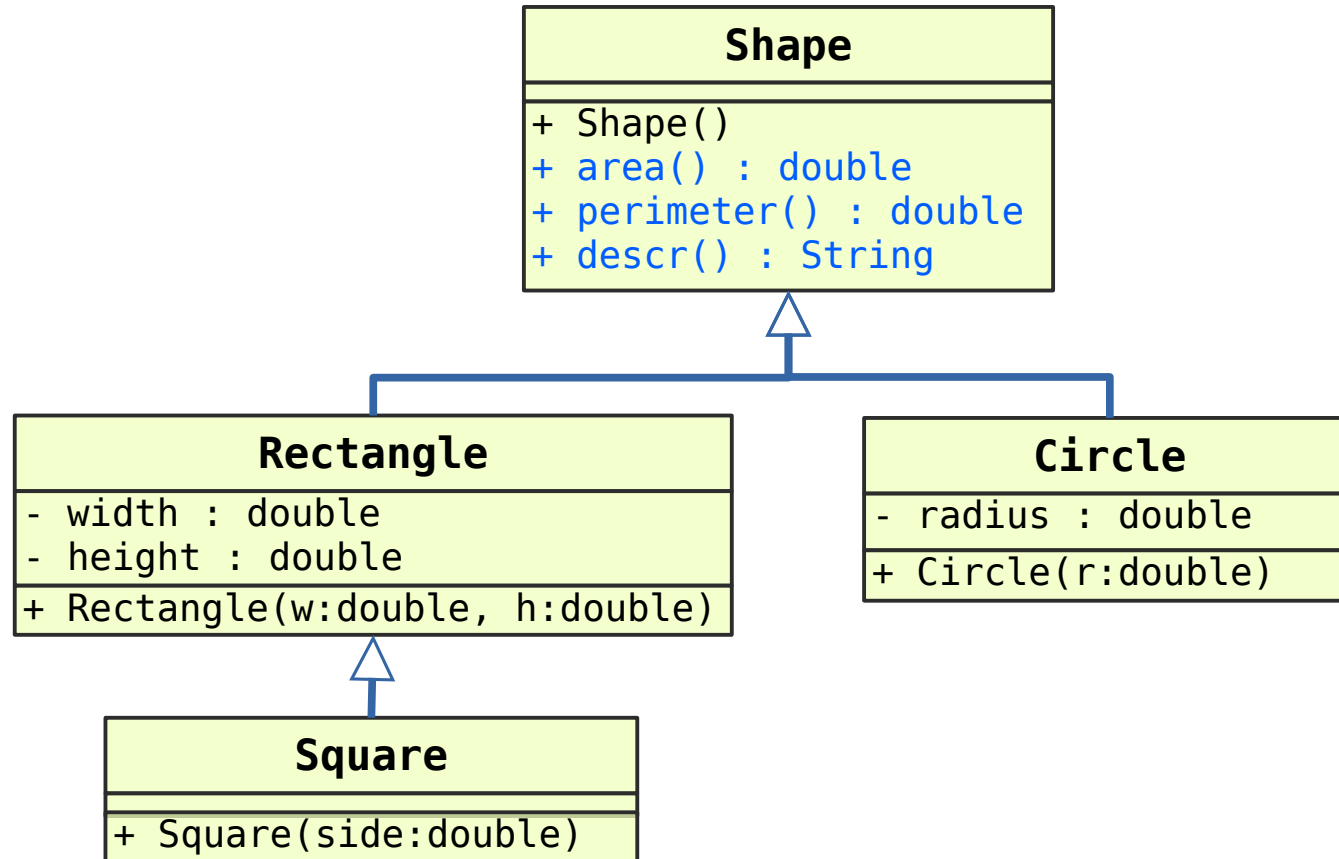 Shape
+ Shape()
+ area() : double
+ perimeter() : double
+ descr() : String
Rectangle
- width : double
- height : double
+ Rectangle(w:double, h:double)
Circle
- radius : double
+ Circle(r:double)
Square
+ Square(side:double)